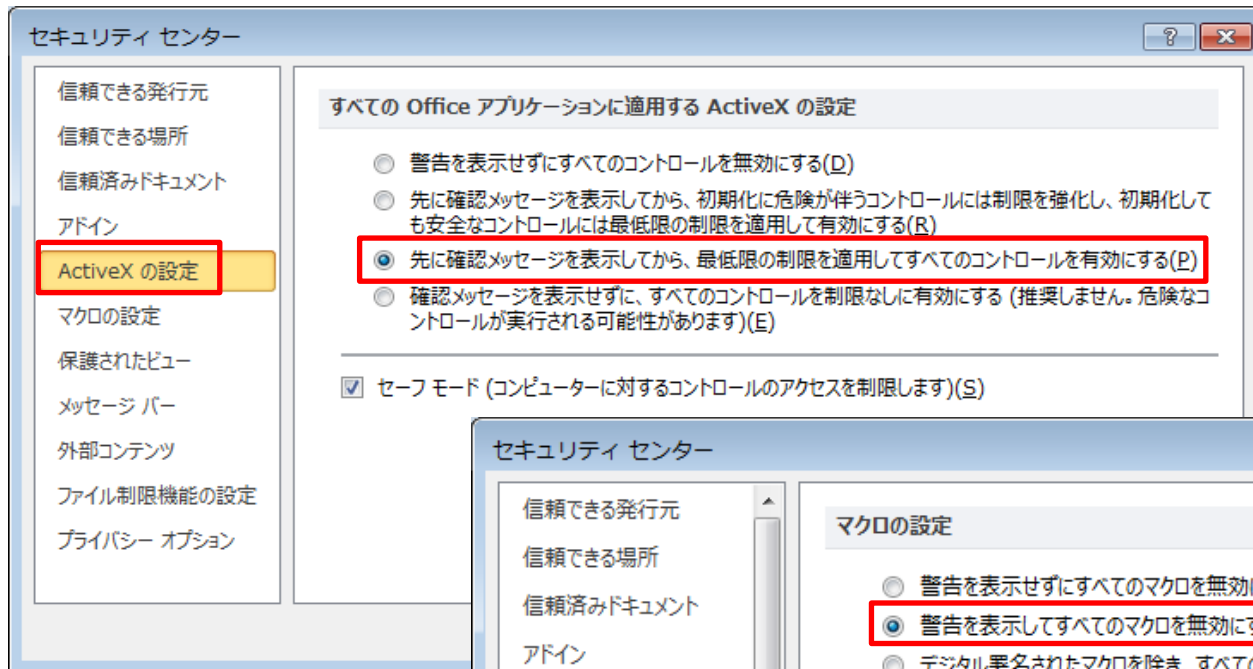 セキュリティ センター
信頼できる発行元
信頼できる場所
信頼済みドキュメント
アドイン
ActiveX の設定
マクロの設定
保護されたビュー
メッセージ バー
外部コンテンツ
ファイル制限機能の設定
プライバシー オプション
すべての Office アプリケーションに適用する ActiveX の設定
警告を表示せずにすべてのコントロールを無効にする(D)
先に確認メッセージを表示してから、初期化に危険が伴うコントロールには制限を強化し、初期化して
も安全なコントロールには最低限の制限を適用して有効にする(R)
先に確認メッセージを表示してから、最低限の制限を適用してすべてのコントロールを有効にする(P)
確認メッセージを表示せずに、すべてのコントロールを制限なしに有効にする (推奨しません。危険なコ
ントロールが実行される可能性があります)(E)
セーフ モード (コンピューターに対するコントロールのアクセスを制限します)(S)
セキュリティ センター
信頼できる発行元
信頼できる場所
信頼済みドキュメント
アドイン
マクロの設定
警告を表示せずにすべてのマクロを無効
警告を表示してすべてのマクロを無効に
デジタル署名されたマクロを除き、すべての